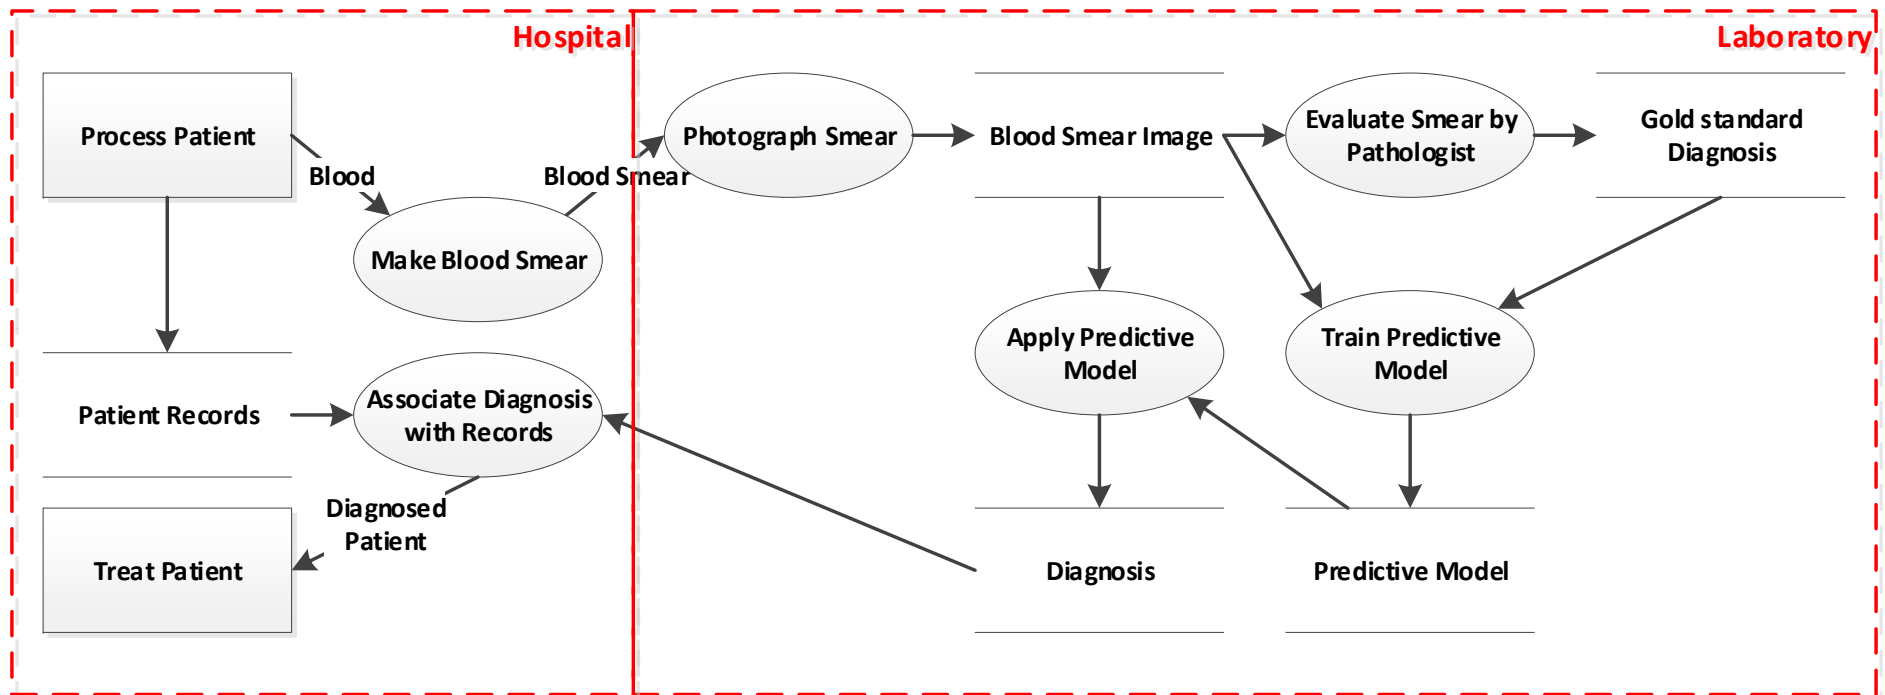 Hospital
Laboratory
Process Patient
Blood
Make Blood Smear
Blood Smear
Photograph Smear
Blood Smear Image
Evaluate Smear by
Pathologist
Gold standard
Diagnosis
Patient Records
Associate Diagnosis
with Records
Apply Predictive
Model
Train Predictive
Model
Diagnosed
Patient
Treat Patient
Diagnosis
Predictive Model